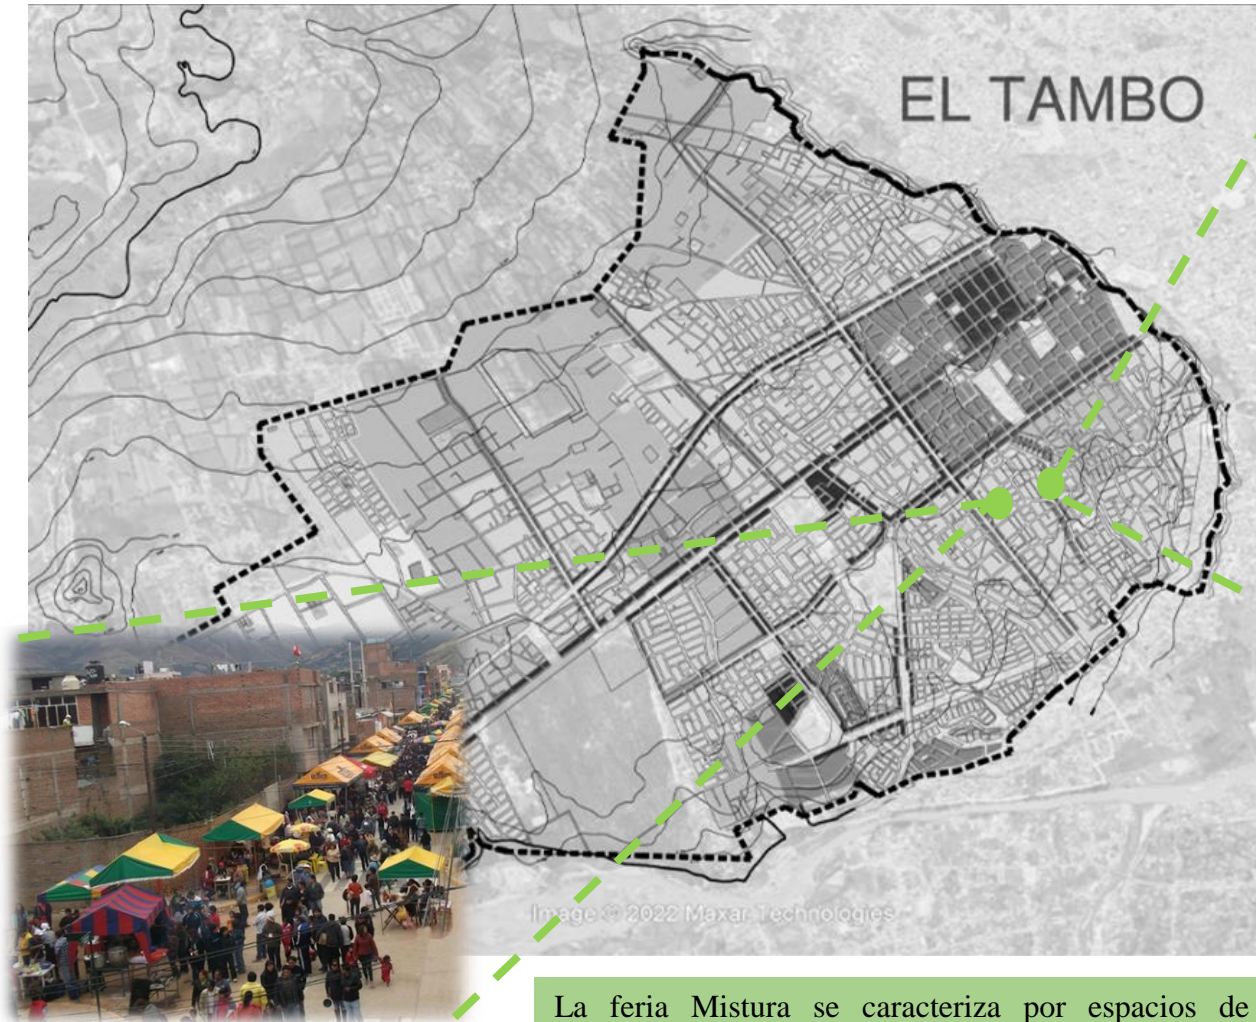 EL TAMBO
Image © 2022 Maxar Technologies
La feria Mistura se caracteriza por espacios de